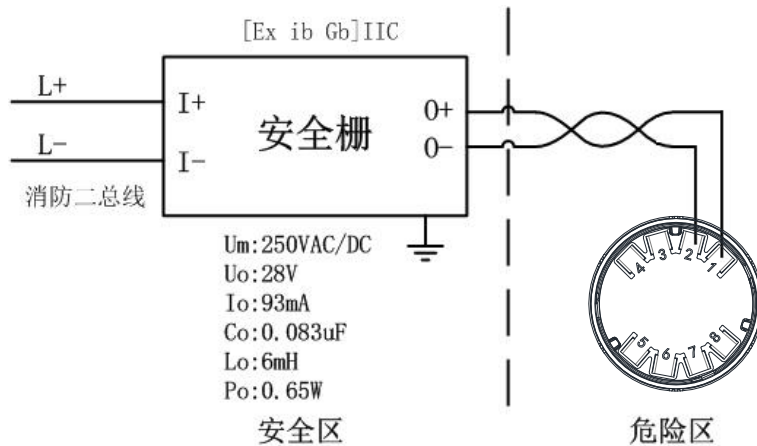 [Ex ib Gb]IIC
L+
I+
O+
安全栅
L-
I-
O-
消防二总线
Um:250VAC/DC
Uo:28V
Io:93mA
Co:0.083uF
Lo:6mH
Po:0.65W
4 3 2 1
5 6 7 8
安全区
危险区